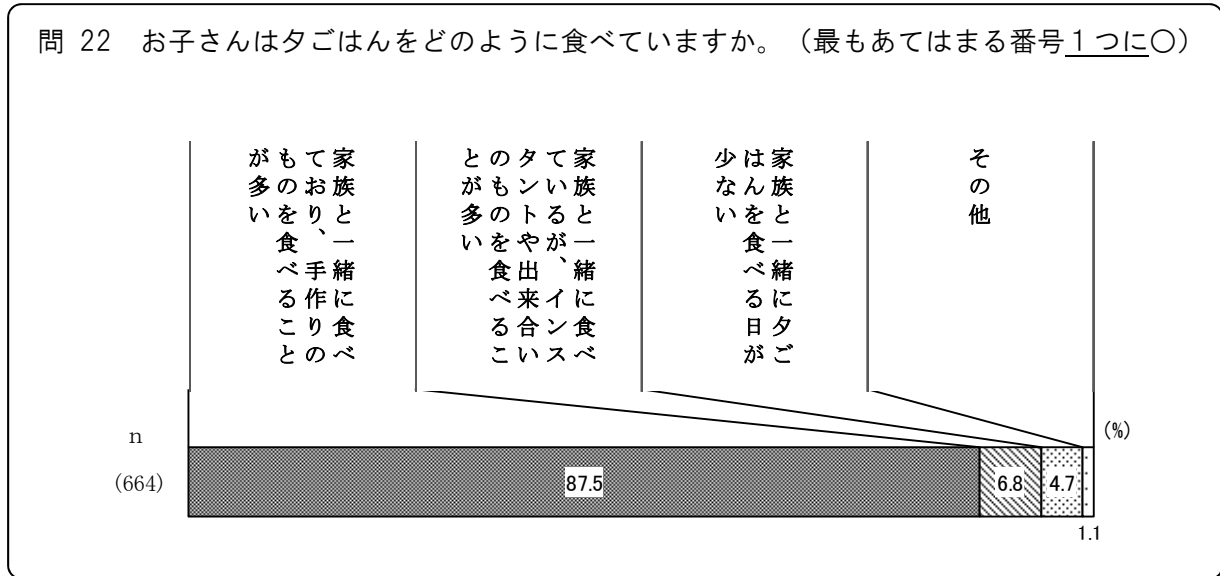 問 22 お子さんは夕ごはんをどのように食べていますか。（最もあてはまる番号１つに〇）
家族と一緒に食べ
ており、手作りの
ものを食べること
が多い
家族と一緒に食べ
ているが、インス
タントや出来合い
のものを食べるこ
とが多い
家族と一緒に夕ご
はんを食べる日が
少ない
その他
(%)
n
(664)
87.5
6.8
4.7
1.1